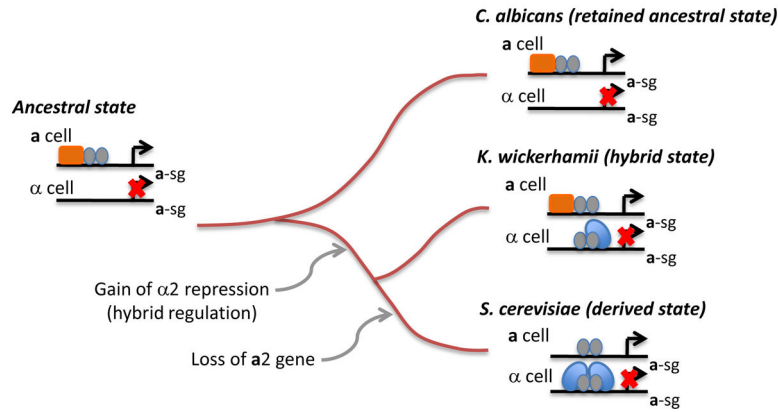 C. albicans (retained ancestral state)
a cell
a-sg
α cell
a-sg
Ancestral state
a cell
a-sg
α cell
a-sg
K. wickerhamii (hybrid state)
a cell
a-sg
α cell
a-sg
Gain of α2 repression
(hybrid regulation)
Loss of a2 gene
S. cerevisiae (derived state)
a cell
a-sg
α cell
a-sg